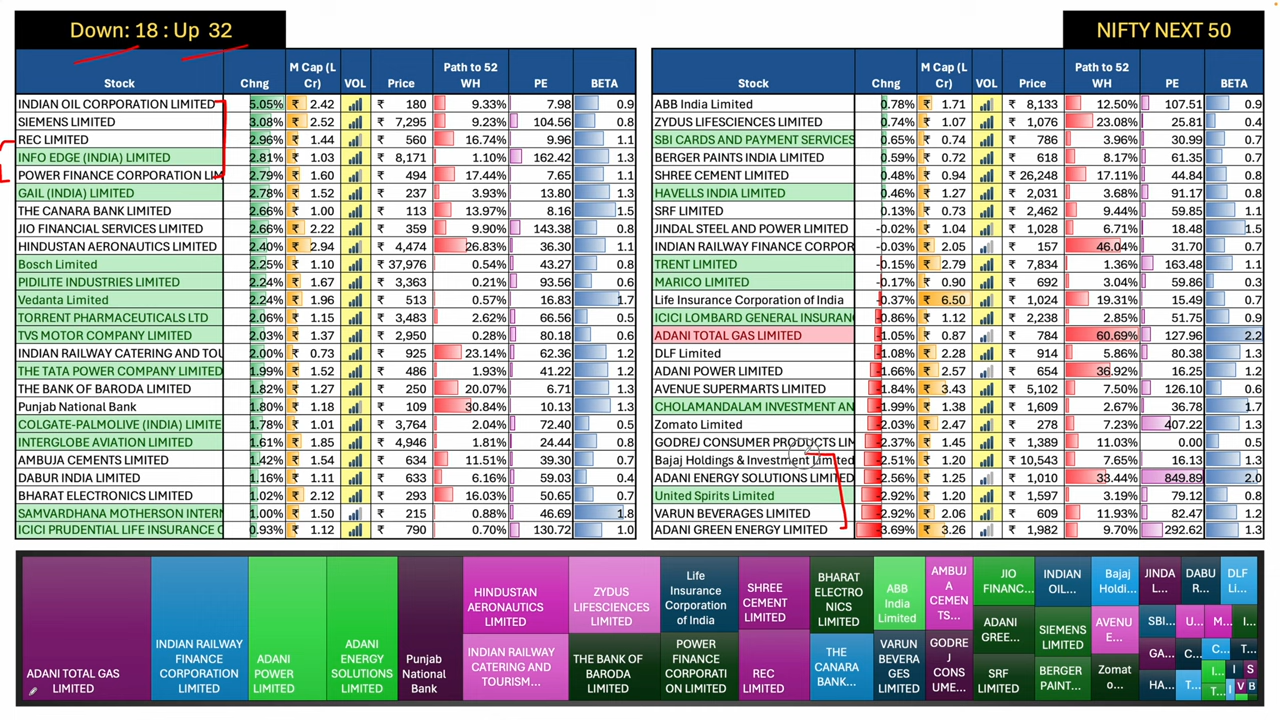 Down: 18 : Up 32
NIFTY NEXT 50
Stock Chng M Cap (L Cr) VOL Price Path to 52 WH PE BETA
INDIAN OIL CORPORATION LIMITED 5.05% ₹ 2.42 ₹ 180 9.33% 7.98 0.9
SIEMENS LIMITED 3.08% ₹ 2.52 ₹ 7,295 9.23% 104.56 0.8
REC LIMITED 2.96% ₹ 1.44 ₹ 560 16.74% 9.96 1.1
INFO EDGE (INDIA) LIMITED 2.81% ₹ 1.03 ₹ 8,171 1.10% 162.42 1.3
POWER FINANCE CORPORATION LIM 2.79% ₹ 1.60 ₹ 494 17.44% 7.65 1.1
GAIL (INDIA) LIMITED 2.78% ₹ 1.52 ₹ 237 3.93% 13.80 1.3
THE CANARA BANK LIMITED 2.66% ₹ 1.00 ₹ 113 13.97% 8.16 1.5
JIO FINANCIAL SERVICES LIMITED 2.66% ₹ 2.22 ₹ 359 9.90% 143.38 0.8
HINDUSTAN AERONAUTICS LIMITED 2.40% ₹ 2.94 ₹ 4,474 26.83% 36.30 1.1
Bosch Limited 2.25% ₹ 1.10 ₹ 37,976 0.54% 43.27 0.8
PIDILITE INDUSTRIES LIMITED 2.24% ₹ 1.67 ₹ 3,363 0.21% 93.56 0.6
Vedanta Limited 2.24% ₹ 1.96 ₹ 513 0.57% 16.83 1.7
TORRENT PHARMACEUTICALS LTD 2.06% ₹ 1.15 ₹ 3,483 2.62% 66.56 0.5
TVS MOTOR COMPANY LIMITED 2.03% ₹ 1.37 ₹ 2,950 0.28% 80.18 0.6
INDIAN RAILWAY CATERING AND TOU 2.00% ₹ 0.73 ₹ 925 23.14% 62.36 1.2
THE TATA POWER COMPANY LIMITED 1.99% ₹ 1.52 ₹ 486 1.93% 41.22 1.2
THE BANK OF BARODA LIMITED 1.82% ₹ 1.27 ₹ 250 20.07% 6.71 1.3
Punjab National Bank 1.80% ₹ 1.18 ₹ 109 30.84% 10.13 1.3
COLGATE-PALMOLIVE (INDIA) LIMITE 1.78% ₹ 1.01 ₹ 3,764 2.04% 72.40 0.5
INTERGLOBE AVIATION LIMITED 1.61% ₹ 1.85 ₹ 4,946 1.81% 24.44 0.8
AMBUJA CEMENTS LIMITED 1.42% ₹ 1.54 ₹ 634 11.51% 39.30 0.7
DABUR INDIA LIMITED 1.16% ₹ 1.11 ₹ 633 6.16% 59.03 0.4
BHARAT ELECTRONICS LIMITED 1.02% ₹ 2.12 ₹ 293 16.03% 50.65 0.7
SAMVARDHANA MOTHERSON INTERN 1.00% ₹ 1.50 ₹ 215 0.88% 46.69 1.8
ICICI PRUDENTIAL LIFE INSURANCE C 0.93% ₹ 1.12 ₹ 790 0.70% 130.72 1.0
Stock Chng M Cap (L Cr) VOL Price Path to 52 WH PE BETA
ABB India Limited 0.78% ₹ 1.71 ₹ 8,133 12.50% 107.51 0.9
ZYDUS LIFESCIENCES LIMITED 0.74% ₹ 1.07 ₹ 1,076 23.08% 25.81 0.4
SBI CARDS AND PAYMENT SERVICES 0.65% ₹ 0.74 ₹ 786 3.96% 30.99 0.7
BERGER PAINTS INDIA LIMITED 0.59% ₹ 0.72 ₹ 618 8.17% 61.35 0.7
SHREE CEMENT LIMITED 0.48% ₹ 0.94 ₹ 26,248 17.11% 44.84 0.8
HAVELLS INDIA LIMITED 0.46% ₹ 1.27 ₹ 2,031 3.68% 91.17 0.8
SRF LIMITED 0.13% ₹ 0.73 ₹ 2,462 9.44% 59.85 1.1
JINDAL STEEL AND POWER LIMITED -0.02% ₹ 1.04 ₹ 1,028 6.71% 18.48 1.5
INDIAN RAILWAY FINANCE CORPOR -0.03% ₹ 2.05 ₹ 157 46.04% 31.70 0.7
TRENT LIMITED -0.15% ₹ 2.79 ₹ 7,834 1.36% 163.48 1.1
MARICO LIMITED -0.17% ₹ 0.90 ₹ 692 3.04% 59.86 0.3
Life Insurance Corporation of India -0.37% ₹ 6.50 ₹ 1,024 19.31% 15.49 0.7
ICICI LOMBARD GENERAL INSURAN -0.86% ₹ 1.12 ₹ 2,238 2.85% 51.75 0.9
ADANI TOTAL GAS LIMITED -1.05% ₹ 0.87 ₹ 784 60.69% 127.96 2.2
DLF Limited -1.08% ₹ 2.28 ₹ 914 5.86% 80.38 1.3
ADANI POWER LIMITED -1.66% ₹ 2.57 ₹ 654 36.92% 16.25 1.2
AVENUE SUPERMARTS LIMITED -1.84% ₹ 3.43 ₹ 5,102 7.50% 126.10 0.6
CHOLAMANDALAM INVESTMENT AN -1.99% ₹ 1.38 ₹ 1,609 2.67% 36.78 1.7
Zomato Limited -2.03% ₹ 2.47 ₹ 278 7.23% 407.22 1.3
GODREJ CONSUMER PRODUCTS LIM -2.37% ₹ 1.45 ₹ 1,389 11.03% 0.00 0.5
Bajaj Holdings & Investment Limited -2.51% ₹ 1.20 ₹ 10,543 7.65% 16.13 1.3
ADANI ENERGY SOLUTIONS LIMITED -2.56% ₹ 1.25 ₹ 1,010 33.44% 849.89 2.0
United Spirits Limited -2.92% ₹ 1.20 ₹ 1,597 3.19% 79.12 0.8
VARUN BEVERAGES LIMITED -2.92% ₹ 2.06 ₹ 609 11.93% 82.47 1.2
ADANI GREEN ENERGY LIMITED -3.69% ₹ 3.26 ₹ 1,982 9.70% 292.62 1.3
ADANI TOTAL GAS
LIMITED
INDIAN RAILWAY
FINANCE
CORPORATION
LIMITED
ADANI
POWER
LIMITED
ADANI
ENERGY
SOLUTIONS
LIMITED
Punjab
National
Bank
HINDUSTAN
AERONAUTICS
LIMITED
INDIAN RAILWAY
CATERING AND
TOURISM...
ZYDUS
LIFESCIENCES
LIMITED
THE BANK OF
BARODA
LIMITED
Life
Insurance
Corporation
of India
POWER
FINANCE
CORPORATI
ON LIMITED
SHREE
CEMENT
LIMITED
REC
LIMITED
BHARAT
ELECTRO
NICS
LIMITED
THE
CANARA
BANK...
ABB
India
Limited
VARUN
BEVERA
GES
LIMITED
AMBUJ
A
CEMEN
TS...
GODRE
J
CONS
UME...
JIO
FINANC...
ADANI
GREE...
SRF
LIMITED
INDIAN
OIL...
SIEMENS
LIMITED
BERGER
PAINT...
Bajaj
Holdi...
AVENU
E...
Zomat
o...
JINDA
L...
SBI...
GA...
HA...
DABU
R...
U...
C...
T...
DLF
Li...
M...
I...
C...
T...
I...
T...
I
S
I
V
B